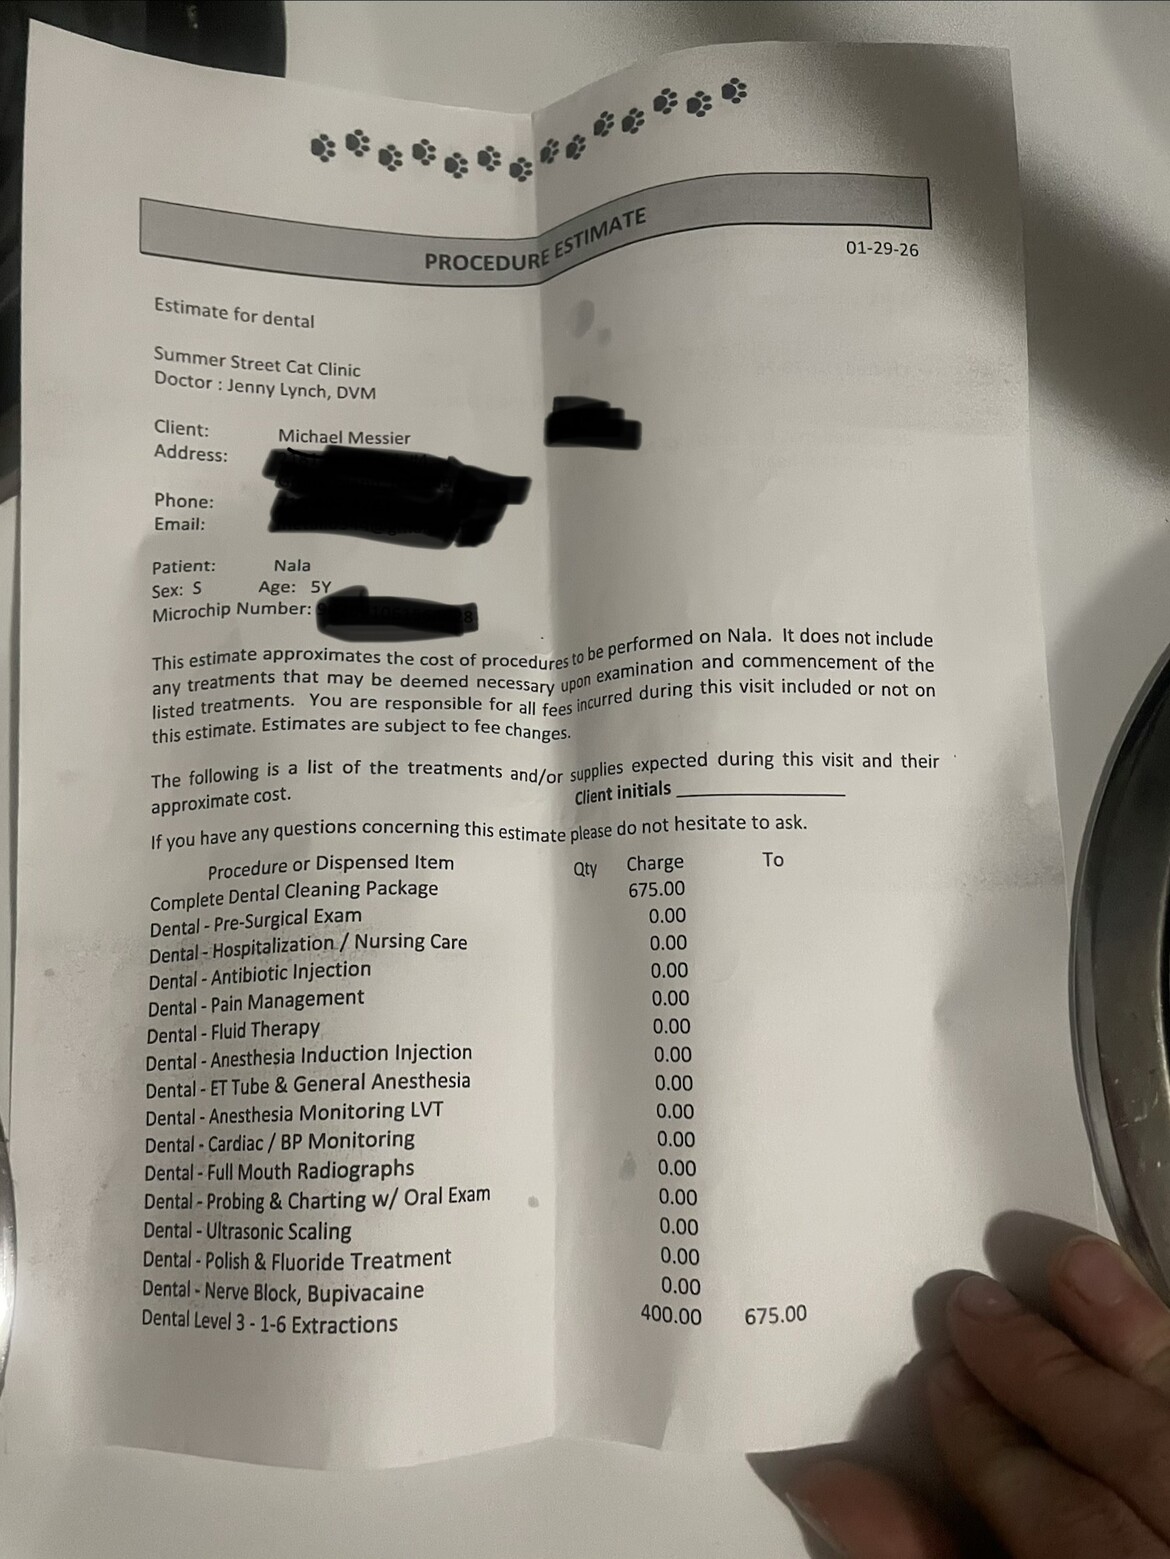 PROCEDURE ESTIMATE
01-29-26
Estimate for dental
Summer Street Cat Clinic
Doctor : Jenny Lynch, DVM
Client: Michael Messier
Address:
Phone:
Email:
Patient: Nala
Sex: S Age: 5Y
Microchip Number:
This estimate approximates the cost of procedures to be performed on Nala. It does not include
any treatments that may be deemed necessary upon examination and commencement of the
listed treatments. You are responsible for all fees incurred during this visit included or not on
this estimate. Estimates are subject to fee changes.
The following is a list of the treatments and/or supplies expected during this visit and their
approximate cost.
Client initials
If you have any questions concerning this estimate please do not hesitate to ask.
Procedure or Dispensed Item Qty Charge To
Complete Dental Cleaning Package 675.00
Dental - Pre-Surgical Exam 0.00
Dental - Hospitalization / Nursing Care 0.00
Dental - Antibiotic Injection 0.00
Dental - Pain Management 0.00
Dental - Fluid Therapy 0.00
Dental - Anesthesia Induction Injection 0.00
Dental - ET Tube & General Anesthesia 0.00
Dental - Anesthesia Monitoring LVT 0.00
Dental - Cardiac / BP Monitoring 0.00
Dental - Full Mouth Radiographs 0.00
Dental - Probing & Charting w/ Oral Exam 0.00
Dental - Ultrasonic Scaling 0.00
Dental - Polish & Fluoride Treatment 0.00
Dental - Nerve Block, Bupivacaine 0.00
Dental Level 3 - 1-6 Extractions 400.00 675.00